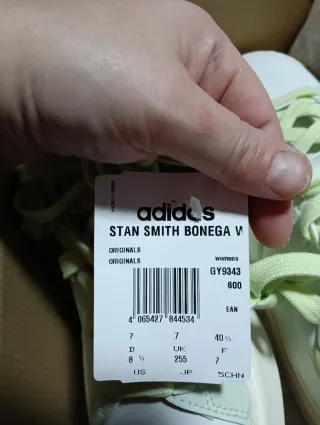 adidas
STAN SMITH BONEGA W
ORIGINALS
womens
ORIGINALS
GY9343
600
EAN
4 065427 844534
7 7 40 ⅔
D UK F
8 ½ 255 7
US JP SCHN